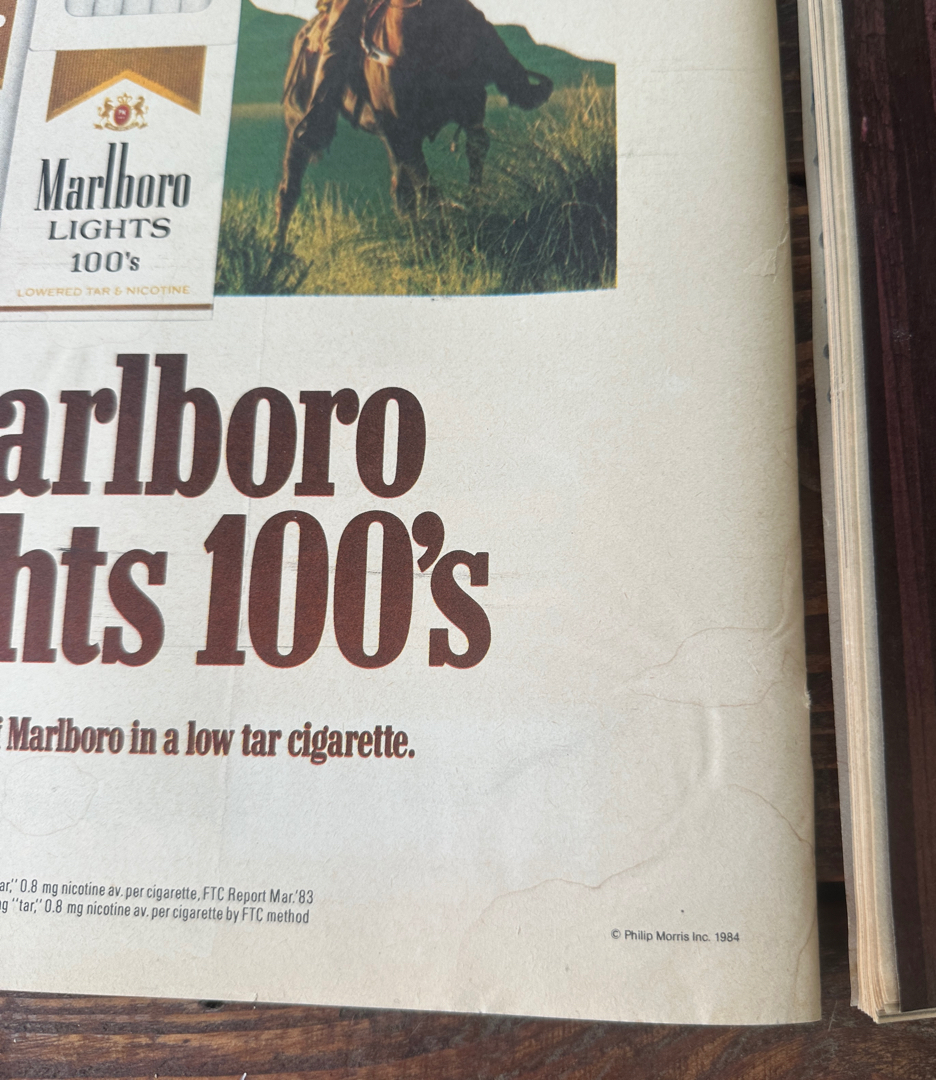 Marlboro
LIGHTS
100's
LOWERED TAR & NICOTINE
arlboro
hts 100's
f Marlboro in a low tar cigarette.
ar," 0.8 mg nicotine av. per cigarette, FTC Report Mar.'83
g "tar," 0.8 mg nicotine av. per cigarette by FTC method
© Philip Morris Inc. 1984